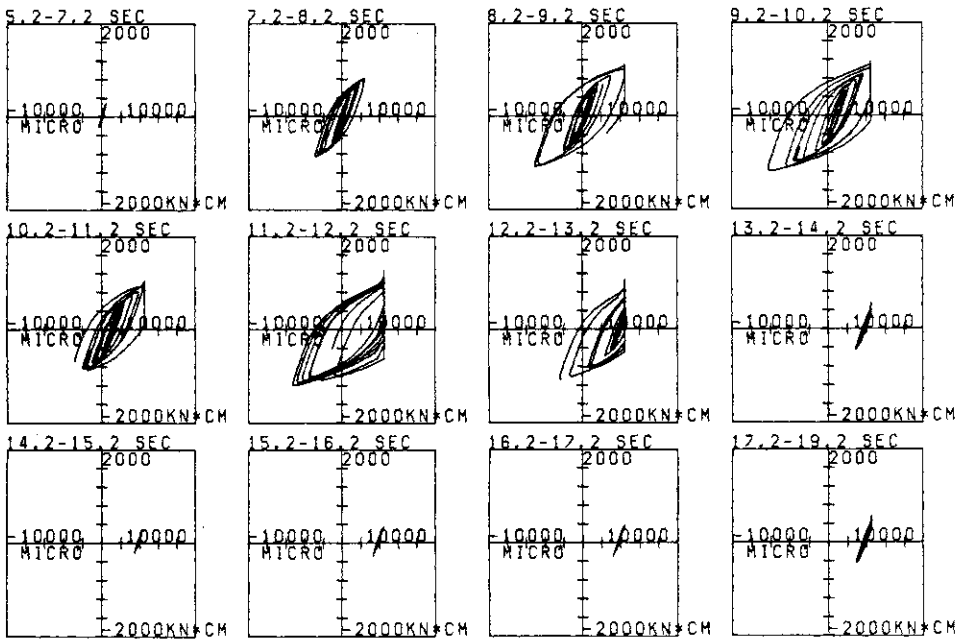 5.2-7.2 SEC
2000
-10000 10000
MICRO
-2000KN*CM
7.2-8.2 SEC
2000
-10000 10000
MICRO
-2000KN*CM
8.2-9.2 SEC
2000
-10000 10000
MICRO
-2000KN*CM
9.2-10.2 SEC
2000
-10000 10000
MICRO
-2000KN*CM
10.2-11.2 SEC
2000
-10000 10000
MICRO
-2000KN*CM
11.2-12.2 SEC
2000
-10000 10000
MICRO
-2000KN*CM
12.2-13.2 SEC
2000
-10000 10000
MICRO
-2000KN*CM
13.2-14.2 SEC
2000
-10000 10000
MICRO
-2000KN*CM
14.2-15.2 SEC
2000
-10000 10000
MICRO
-2000KN*CM
15.2-16.2 SEC
2000
-10000 10000
MICRO
-2000KN*CM
16.2-17.2 SEC
2000
-10000 10000
MICRO
-2000KN*CM
17.2-19.2 SEC
2000
-10000 10000
MICRO
-2000KN*CM